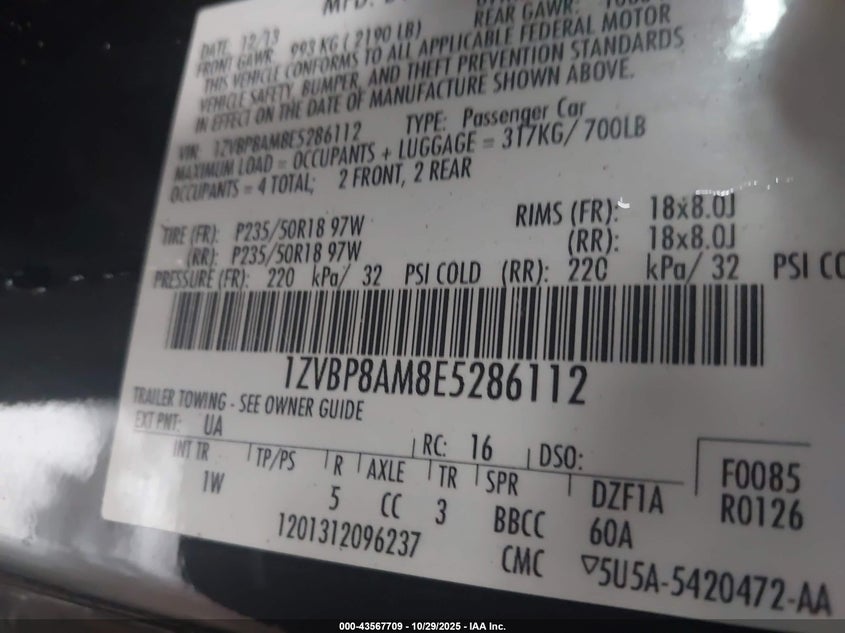 MFD.
REAR GAWR:
DATE: 12/13
FRONT GAWR: 993 KG ( 2190 LB)
THIS VEHICLE CONFORMS TO ALL APPLICABLE FEDERAL MOTOR
VEHICLE SAFETY, BUMPER, AND THEFT PREVENTION STANDARDS
IN EFFECT ON THE DATE OF MANUFACTURE SHOWN ABOVE.
VIN: 1ZVBP8AM8E5286112 TYPE: Passenger Car
MAXIMUM LOAD = OCCUPANTS + LUGGAGE = 317KG/ 700LB
OCCUPANTS = 4 TOTAL; 2 FRONT, 2 REAR
TIRE (FR): P235/50R18 97W RIMS (FR): 18x8.0J
(RR): P235/50R18 97W (RR): 18x8.0J
PRESSURE (FR): 220 kPa/ 32 PSI COLD (RR): 220 kPa/ 32 PSI CO
1ZVBP8AM8E5286112
TRAILER TOWING - SEE OWNER GUIDE
EXT PNT: UA RC: 16 DSO: F0085
INT TR TP/PS R AXLE TR SPR DZF1A R0126
1W 5 CC 3 BBCC 60A
1201312096237 CMC ▽5U5A-5420472-AA
000-43567709 - 10/29/2025 - IAA Inc.